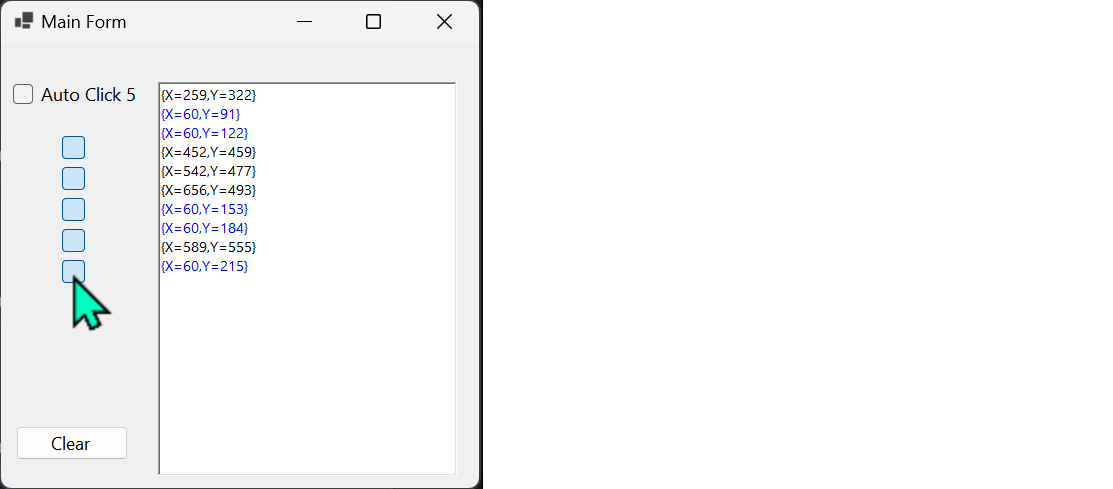 Main Form
Auto Click 5
{X=259,Y=322}
{X=60,Y=91}
{X=60,Y=122}
{X=452,Y=459}
{X=542,Y=477}
{X=656,Y=493}
{X=60,Y=153}
{X=60,Y=184}
{X=589,Y=555}
{X=60,Y=215}
Clear